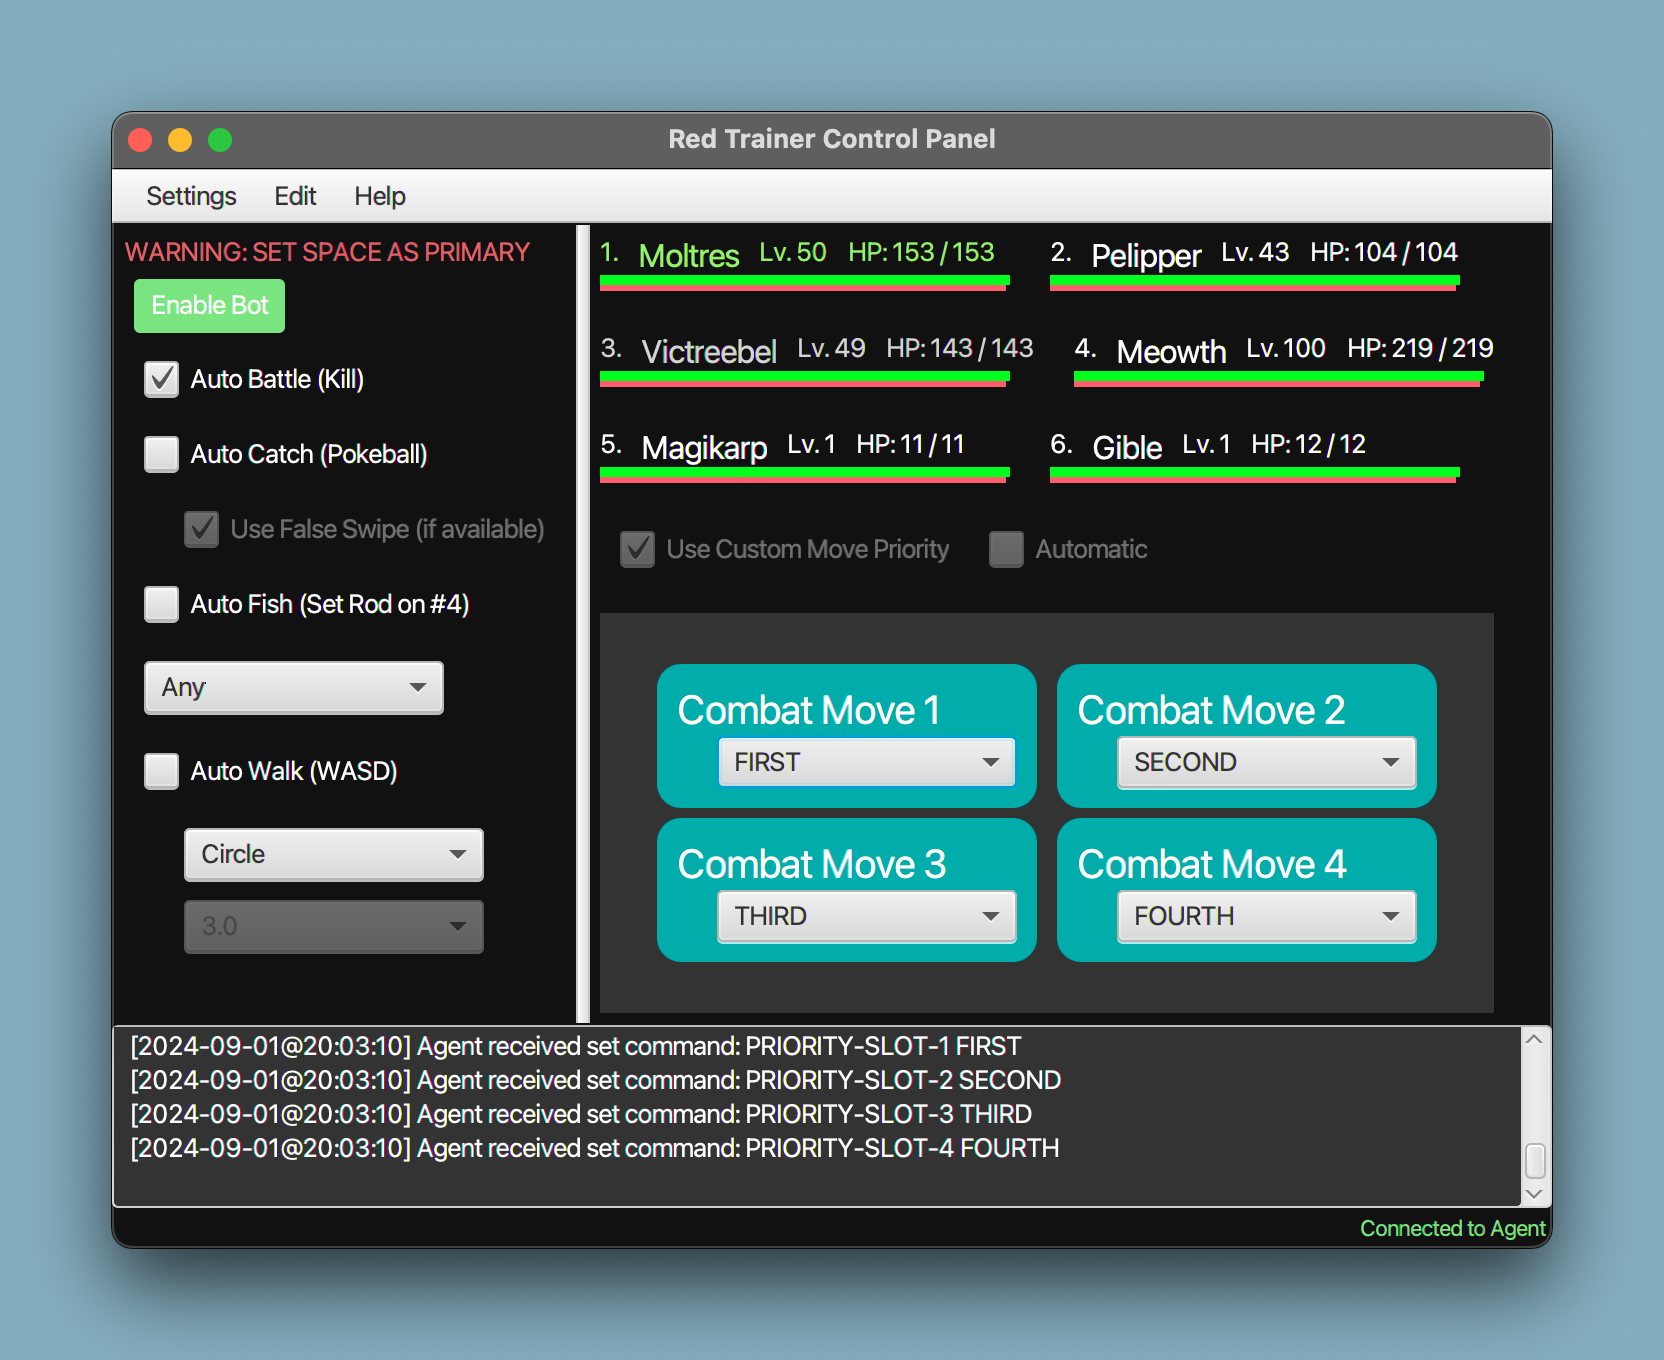 Red Trainer Control Panel
Settings Edit Help
WARNING: SET SPACE AS PRIMARY
Enable Bot
Auto Battle (Kill)
Auto Catch (Pokeball)
Use False Swipe (if available)
Auto Fish (Set Rod on #4)
Any
Auto Walk (WASD)
Circle
3.0
1. Moltres Lv. 50 HP: 153 / 153
2. Pelipper Lv. 43 HP: 104 / 104
3. Victreebel Lv. 49 HP: 143 / 143
4. Meowth Lv. 100 HP: 219 / 219
5. Magikarp Lv. 1 HP: 11 / 11
6. Gible Lv. 1 HP: 12 / 12
Use Custom Move Priority
Automatic
Combat Move 1
FIRST
Combat Move 2
SECOND
Combat Move 3
THIRD
Combat Move 4
FOURTH
[2024-09-01@20:03:10] Agent received set command: PRIORITY-SLOT-1 FIRST
[2024-09-01@20:03:10] Agent received set command: PRIORITY-SLOT-2 SECOND
[2024-09-01@20:03:10] Agent received set command: PRIORITY-SLOT-3 THIRD
[2024-09-01@20:03:10] Agent received set command: PRIORITY-SLOT-4 FOURTH
Connected to Agent